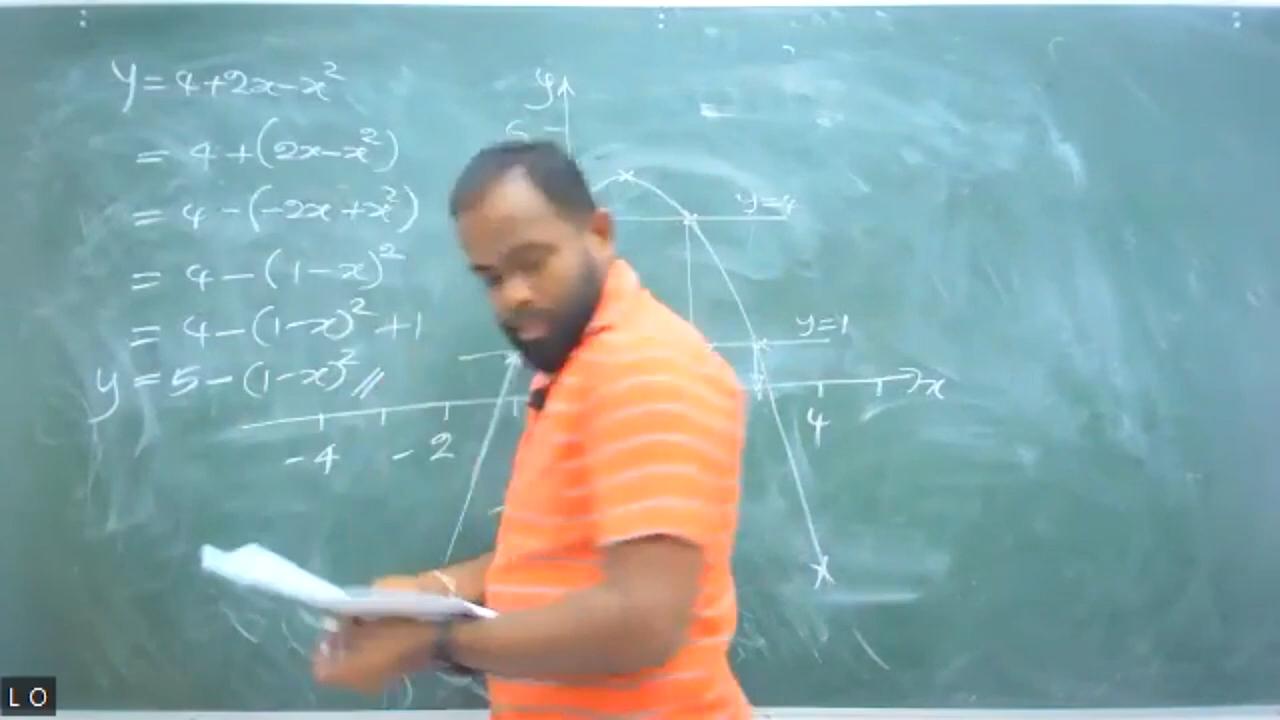 y = 4+2x-x²
= 4+(2x-x²)
= 4-(-2x+x²)
= 4-(1-x)²
= 4-(1-x)²+1
y = 5-(1-x)² //
y
6
y=4
y=1
x
-4
-2
4
L O